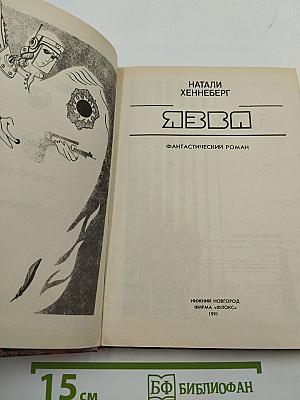 НАТАЛИ
ХЕННЕБЕРГ
ЯЗВА
ФАНТАСТИЧЕСКИЙ РОМАН
НИЖНИЙ НОВГОРОД
ФИРМА «ФЛОКС»
1991
15 см
БФ БИБЛИОФАН